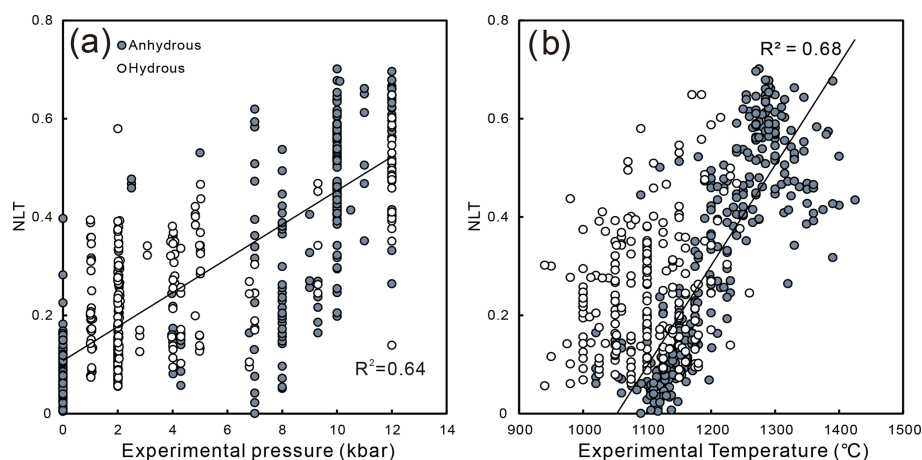 (a)
Anhydrous
Hydrous
R²=0.64
NLT
0.8
0.6
0.4
0.2
0
0 2 4 6 8 10 12 14
Experimental pressure (kbar)
(b)
R² = 0.68
NLT
0.8
0.6
0.4
0.2
0
900 1000 1100 1200 1300 1400 1500
Experimental Temperature (℃)